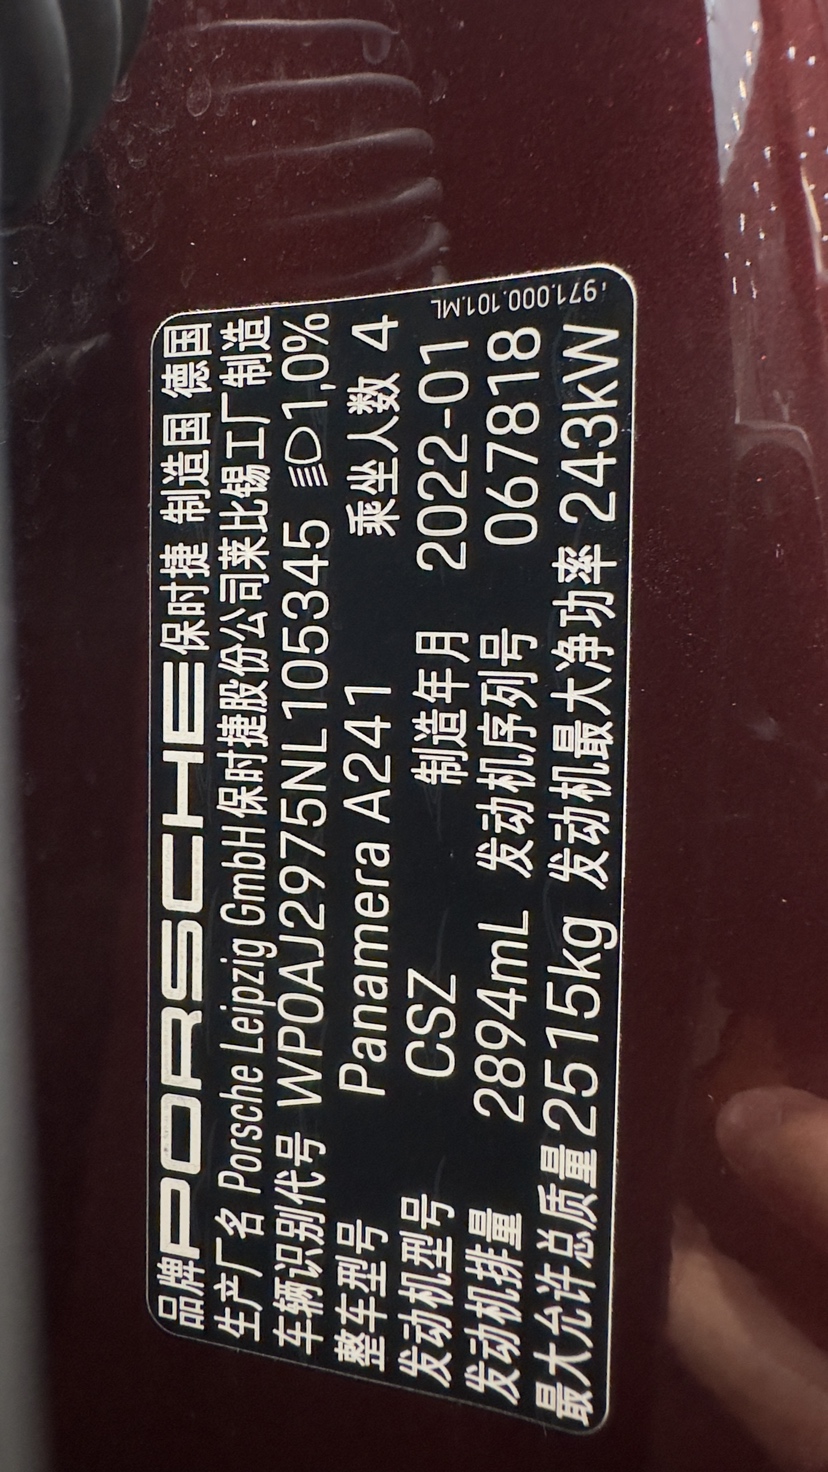 品牌 PORSCHE 保时捷 制造国 德国
生产厂名 Porsche Leipzig GmbH 保时捷股份公司莱比锡工厂 制造
车辆识别代号 WP0AJ2975NL105345 1,0%
整车型号 Panamera A241 乘坐人数 4
发动机型号 CSZ 制造年月 2022-01
发动机排量 2894mL 发动机序列号 067818
最大允许总质量 2515kg 发动机最大净功率 243kW
971.000.101.ML